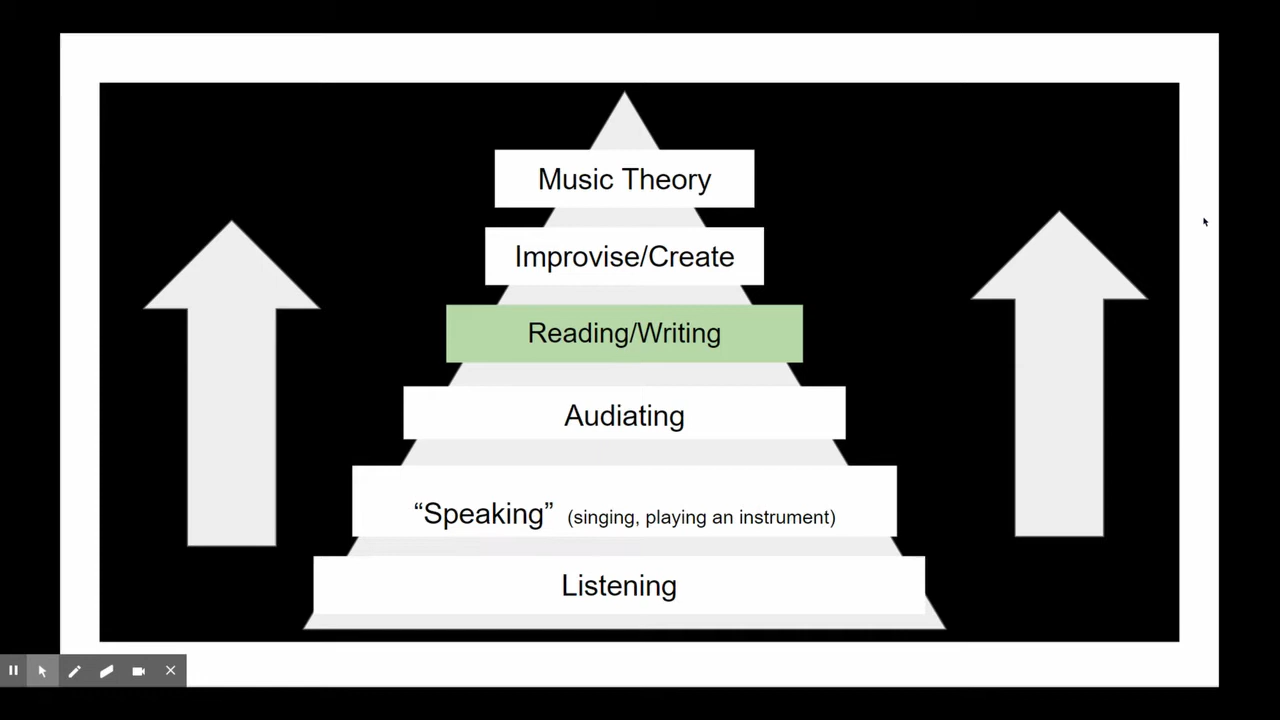 Music Theory
Improvise/Create
Reading/Writing
Audiating
“Speaking” (singing, playing an instrument)
Listening